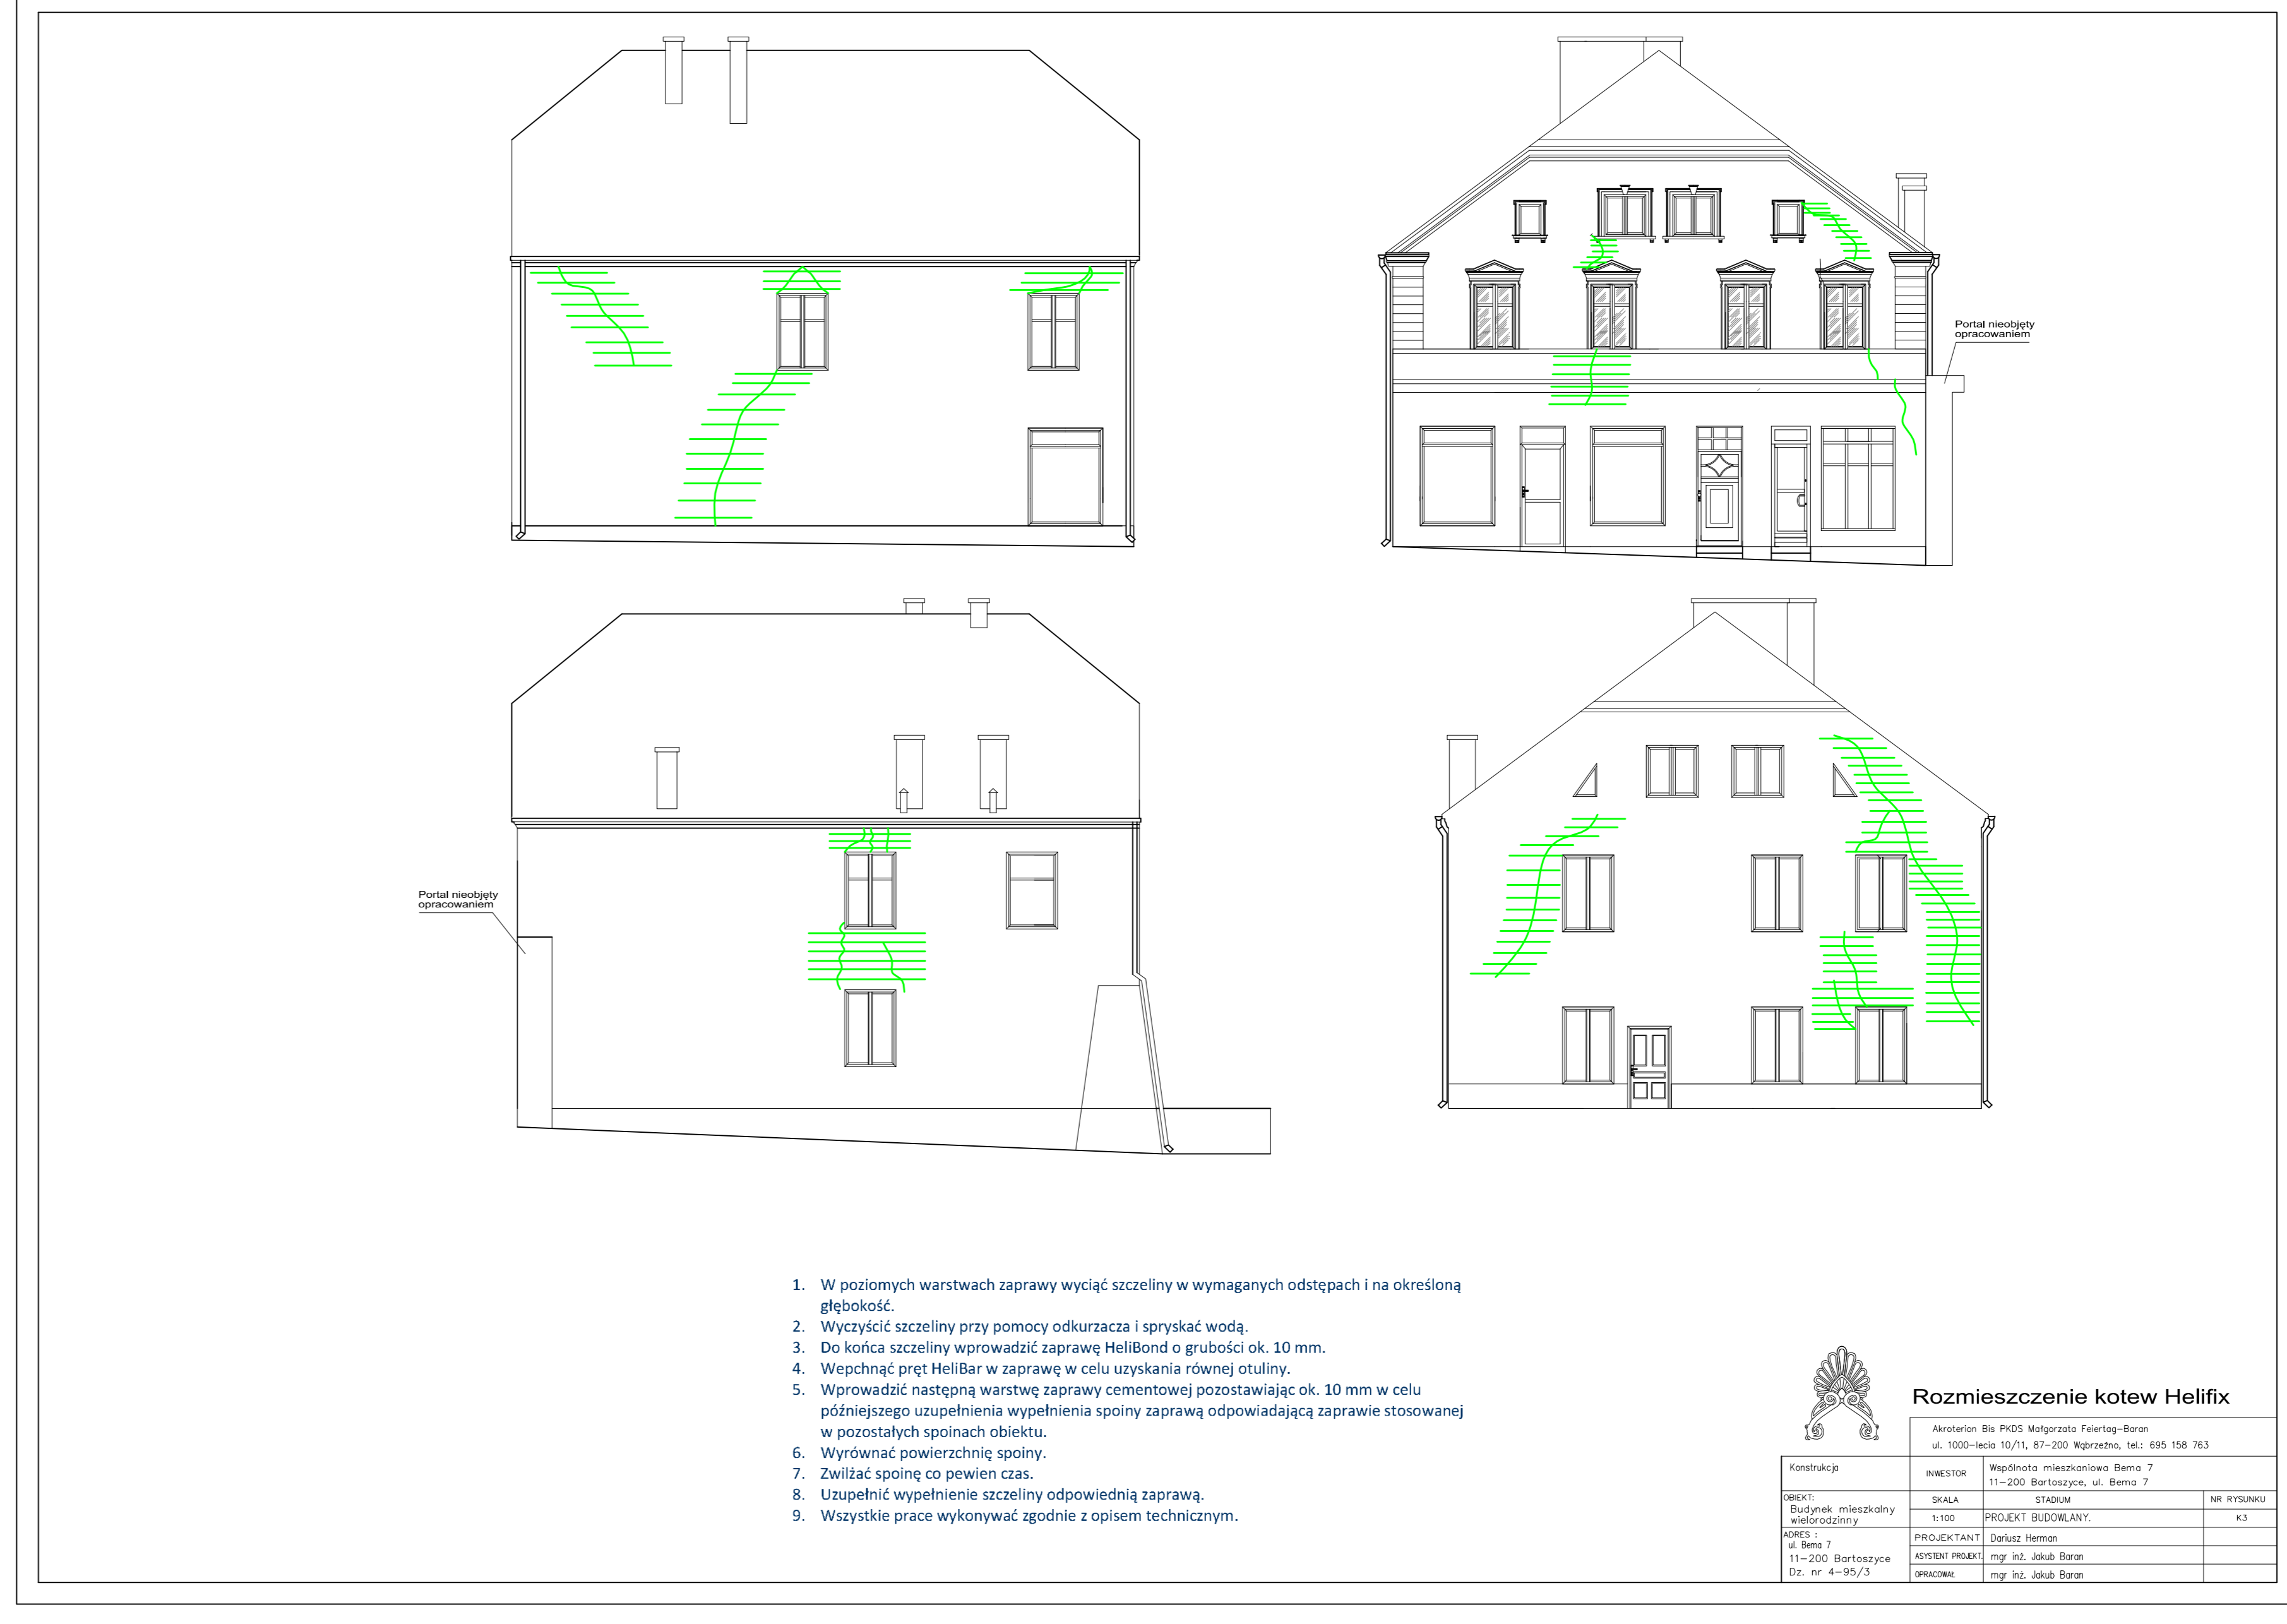 Portal nieobjęty
opracowaniem
Portal nieobjęty
opracowaniem
1. W poziomych warstwach zaprawy wyciąć szczeliny w wymaganych odstępach i na określoną
głębokość.
2. Wyczyścić szczeliny przy pomocy odkurzacza i spryskać wodą.
3. Do końca szczeliny wprowadzić zaprawę HeliBond o grubości ok. 10 mm.
4. Wepchnąć pręt HeliBar w zaprawę w celu uzyskania równej otuliny.
5. Wprowadzić następną warstwę zaprawy cementowej pozostawiając ok. 10 mm w celu
późniejszego uzupełnienia wypełnienia spoiny zaprawą odpowiadającą zaprawie stosowanej
w pozostałych spoinach obiektu.
6. Wyrównać powierzchnię spoiny.
7. Zwilżać spoinę co pewien czas.
8. Uzupełnić wypełnienie szczeliny odpowiednią zaprawą.
9. Wszystkie prace wykonywać zgodnie z opisem technicznym.
Rozmieszczenie kotew Helifix
Akroterion Bis PKDS Małgorzata Feiertag-Baran
ul. 1000-lecia 10/11, 87-200 Wąbrzeźno, tel.: 695 158 763
Konstrukcja
INWESTOR
Wspólnota mieszkaniowa Bema 7
11-200 Bartoszyce, ul. Bema 7
OBIEKT:
Budynek mieszkalny
wielorodzinny
SKALA STADIUM NR RYSUNKU
1:100 PROJEKT BUDOWLANY. K3
ADRES :
ul. Bema 7
11-200 Bartoszyce
Dz. nr 4-95/3
PROJEKTANT Dariusz Herman
ASYSTENT PROJEKT. mgr inż. Jakub Baran
OPRACOWAŁ mgr inż. Jakub Baran